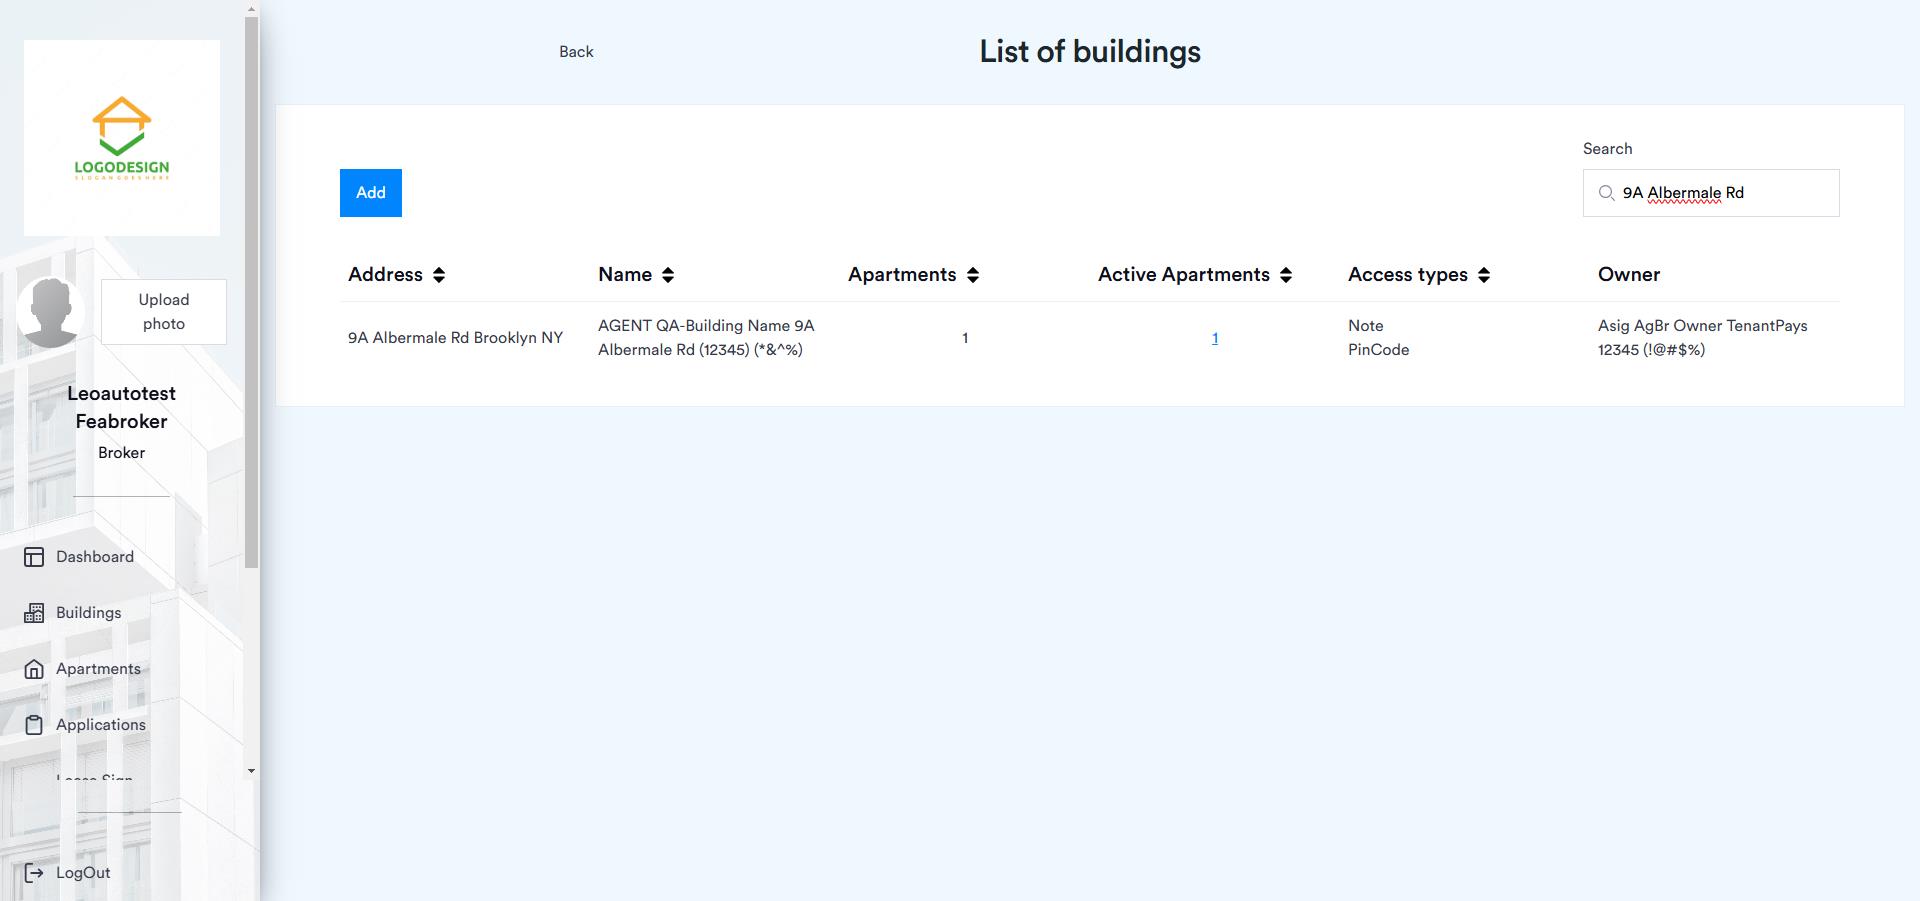 LOGODESIGN
SLOGANGOESHERE
Upload
photo
Leoautotest
Feabroker
Broker
Dashboard
Buildings
Apartments
Applications
Lease Sign
LogOut
Back
List of buildings
Search
Add
9A Albermale Rd
Address Name Apartments Active Apartments Access types Owner
9A Albermale Rd Brooklyn NY
AGENT QA-Building Name 9A
Albermale Rd (12345) (*&^%)
1
1
Note
PinCode
Asig AgBr Owner TenantPays
12345 (!@#$%)